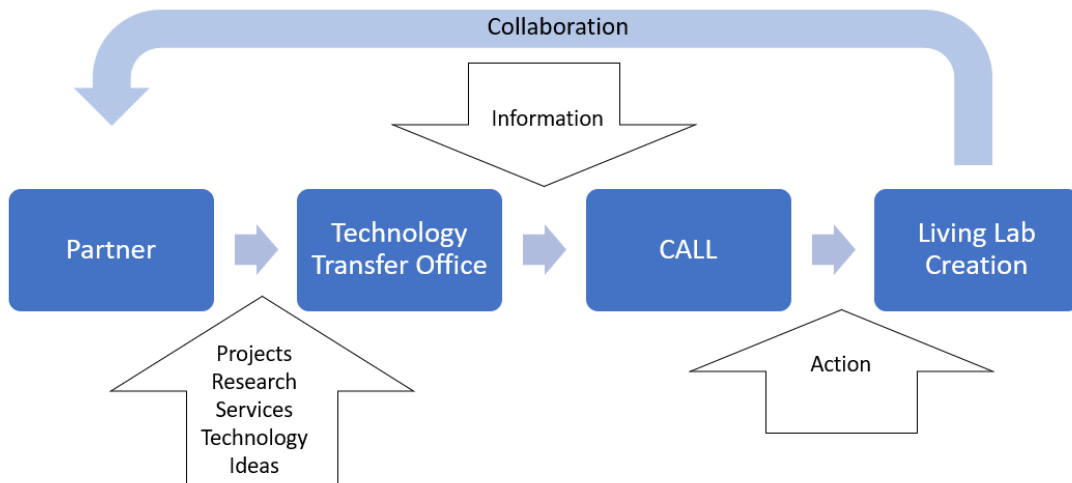 Collaboration
Information
Partner
Technology
Transfer Office
CALL
Living Lab
Creation
Projects
Research
Services
Technology
Ideas
Action